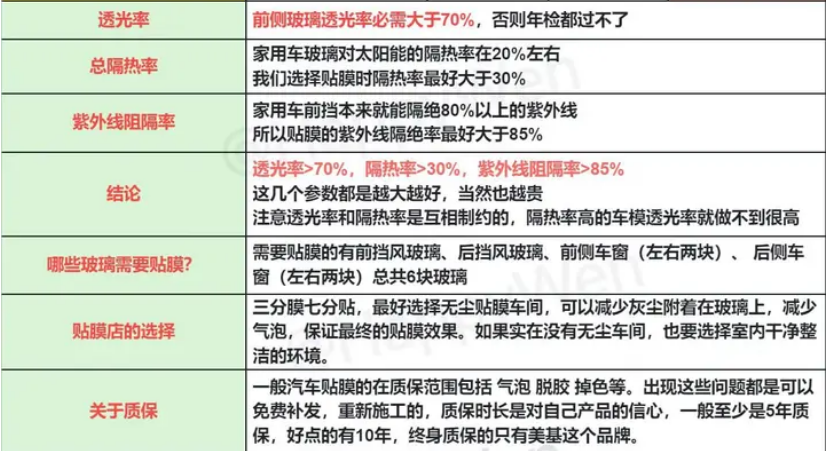 透光率
前侧玻璃透光率必需大于70%，否则年检都过不了
总隔热率
家用车玻璃对太阳能的隔热率在20%左右
我们选择贴膜时隔热率最好大于30%
紫外线阻隔率
家用车前挡本来就能隔绝80%以上的紫外线
所以贴膜的紫外线隔绝率最好大于85%
结论
透光率>70%，隔热率>30%，紫外线阻隔率>85%
这几个参数都是越大越好，当然也越贵
注意透光率和隔热率是互相制约的，隔热率高的车模透光率就做不到很高
哪些玻璃需要贴膜？
需要贴膜的有前挡风玻璃、后挡风玻璃、前侧车窗（左右两块）、 后侧车
窗（左右两块）总共6块玻璃
贴膜店的选择
三分膜七分贴，最好选择无尘贴膜车间，可以减少灰尘附着在玻璃上，减少
气泡，保证最终的贴膜效果。如果实在没有无尘车间，也要选择室内干净整
洁的环境。
关于质保
一般汽车贴膜的在质保范围包括 气泡 脱胶 掉色等。出现这些问题都是可以
免费补发，重新施工的，质保时长是对自己产品的信心，一般至少是5年质
保，好点的有10年，终身质保的只有美基这个品牌。